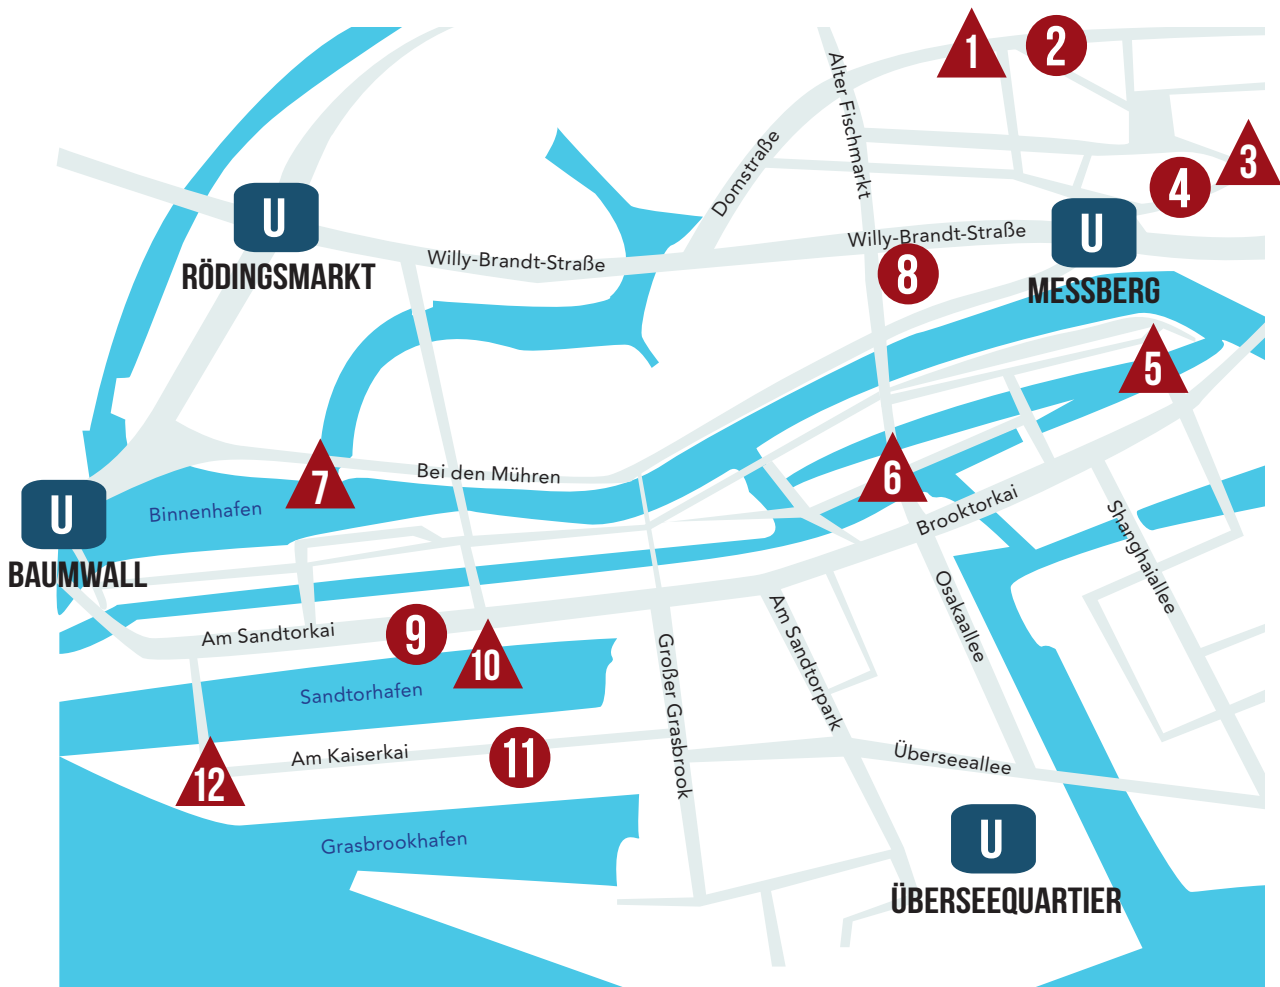 1
2
Alter Fischmarkt
Domstraße
3
4
U
RÖDINGSMARKT
Willy-Brandt-Straße
Willy-Brandt-Straße
U
MESSBERG
8
5
7
Bei den Mühren
6
Binnenhafen
U
BAUMWALL
Brooktorkai
Shanghaiallee
Osakaallee
Am Sandtorkai
9
10
Am Sandtorpark
Großer Grasbrook
Sandtorhafen
Am Kaiserkai
11
12
Überseeallee
Grasbrookhafen
U
ÜBERSEEQUARTIER